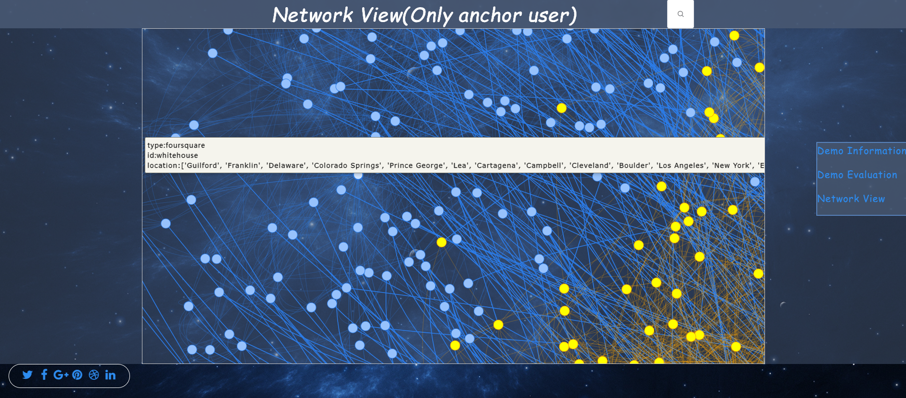 Network View(Only anchor user)
type:foursquare
id:whitehouse
location:['Guilford', 'Franklin', 'Delaware', 'Colorado Springs', 'Prince George', 'Lea', 'Cartagena', 'Campbell', 'Cleveland', 'Boulder', 'Los Angeles', 'New York', 'E
Demo Information
Demo Evaluation
Network View